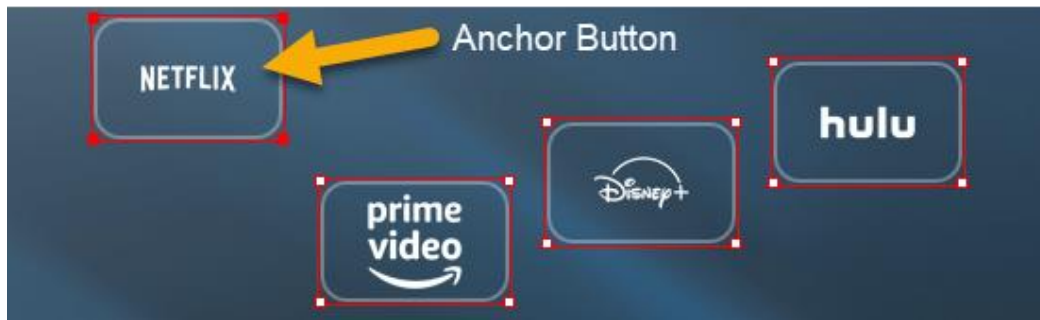 Anchor Button
NETFLIX
hulu
Disney+
prime
video